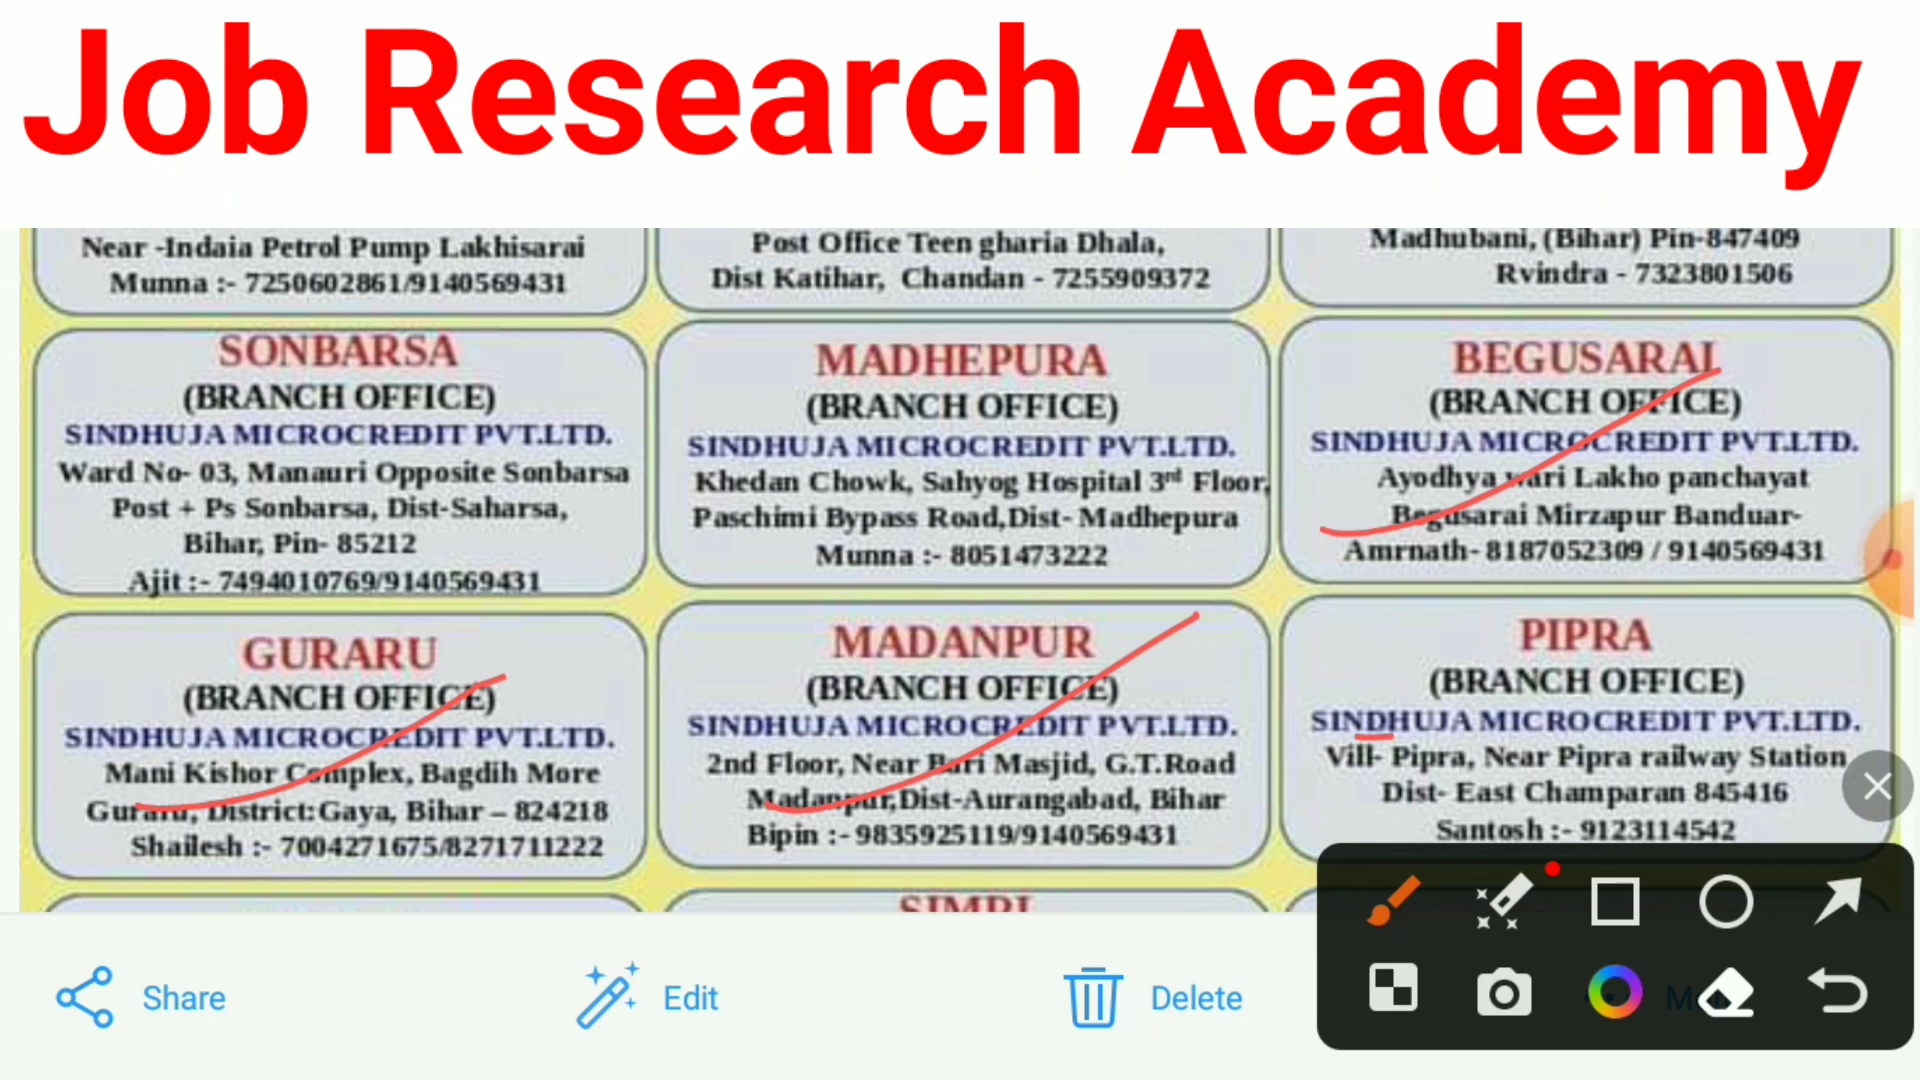 Job Research Academy
Near -Indaia Petrol Pump Lakhisarai
Munna :- 7250602861/9140569431
Post Office Teen gharia Dhala,
Dist Katihar, Chandan - 7255909372
Madhubani, (Bihar) Pin-847409
Rvindra - 7323801506
SONBARSA
(BRANCH OFFICE)
SINDHUJA MICROCREDIT PVT.LTD.
Ward No- 03, Manauri Opposite Sonbarsa
Post + Ps Sonbarsa, Dist-Saharsa,
Bihar, Pin- 85212
Ajit :- 7494010769/9140569431
MADHEPURA
(BRANCH OFFICE)
SINDHUJA MICROCREDIT PVT.LTD.
Khedan Chowk, Sahyog Hospital 3rd Floor,
Paschimi Bypass Road,Dist- Madhepura
Munna :- 8051473222
BEGUSARAI
(BRANCH OFFICE)
SINDHUJA MICROCREDIT PVT.LTD.
Ayodhya wari Lakho panchayat
Begusarai Mirzapur Banduar-
Amrnath- 8187052309 / 9140569431
GURARU
(BRANCH OFFICE)
SINDHUJA MICROCREDIT PVT.LTD.
Mani Kishor Complex, Bagdih More
Guraru, District:Gaya, Bihar – 824218
Shailesh :- 7004271675/8271711222
MADANPUR
(BRANCH OFFICE)
SINDHUJA MICROCREDIT PVT.LTD.
2nd Floor, Near Bari Masjid, G.T.Road
Madanpur,Dist-Aurangabad, Bihar
Bipin :- 9835925119/9140569431
PIPRA
(BRANCH OFFICE)
SINDHUJA MICROCREDIT PVT.LTD.
Vill- Pipra, Near Pipra railway Station
Dist- East Champaran 845416
Santosh :- 9123114542
SIMRI
Share
Edit
Delete